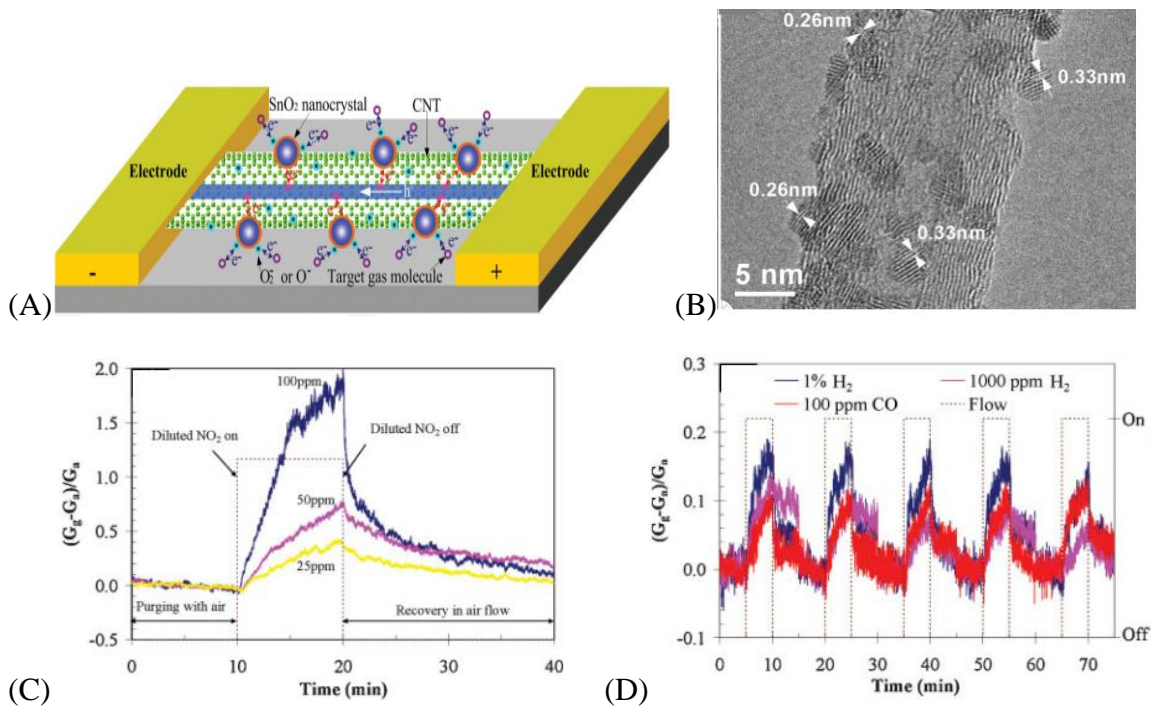 (A)
SnO₂ nanocrystal
CNT
e⁻ e⁻ e⁻ e⁻ e⁻
Electrode
Electrode
h
e⁻ e⁻ e⁻ e⁻ e⁻ e⁻
-
O₂⁻ or O⁻
Target gas molecule
+
(B)
0.26nm
0.33nm
0.26nm
0.33nm
5 nm
(C)
2.0
1.5
1.0
0.5
0.0
-0.5
(Gg-Ga)/Ga
100ppm
Diluted NO₂ on
Diluted NO₂ off
50ppm
25ppm
Purging with air
Recovery in air flow
0 10 20 30 40
Time (min)
(D)
0.3
0.2
0.1
0.0
-0.1
(Gg-Ga)/Ga
1% H₂
1000 ppm H₂
100 ppm CO
Flow
On
Off
0 10 20 30 40 50 60 70
Time (min)